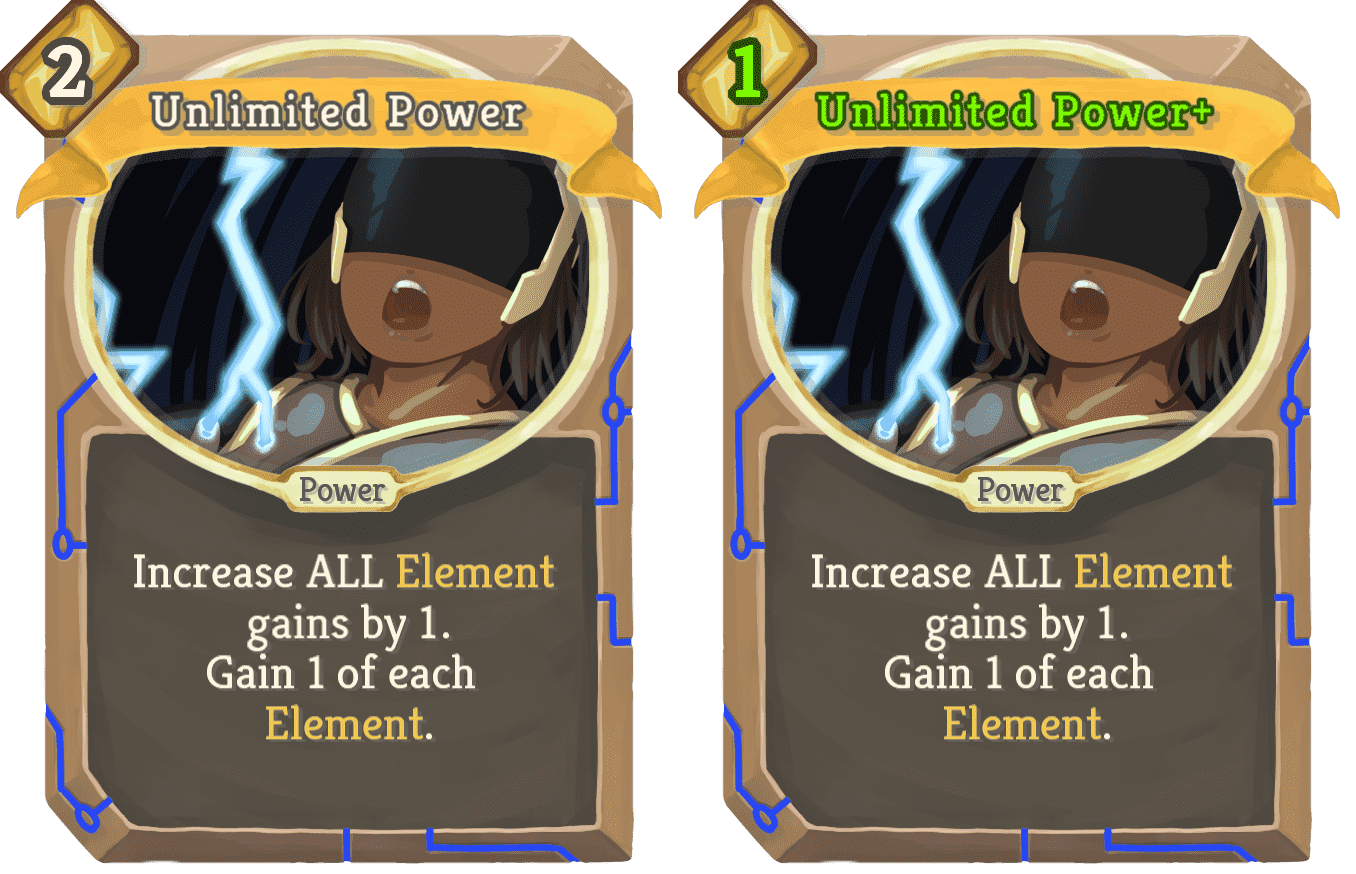 2
Unlimited Power
Power
Increase ALL Element
gains by 1.
Gain 1 of each
Element.
1
Unlimited Power+
Power
Increase ALL Element
gains by 1.
Gain 1 of each
Element.